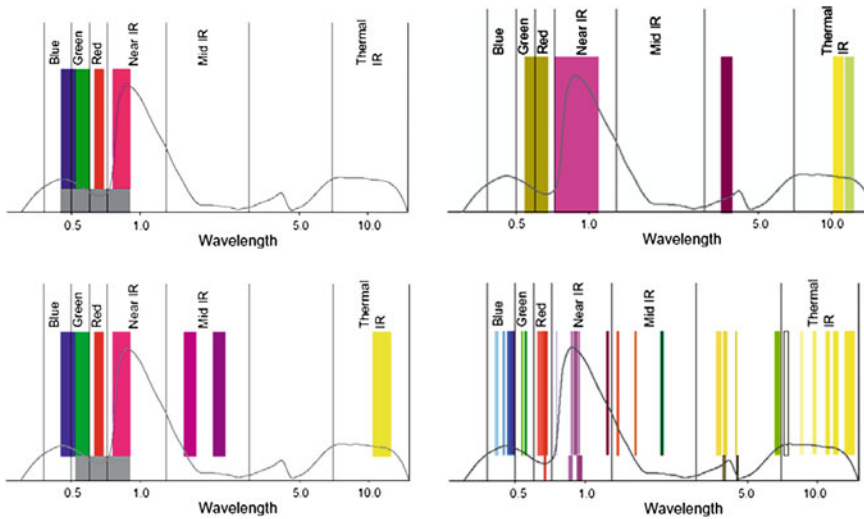 Blue
Green
Red
Near IR
Mid IR
Thermal
IR
0.5 1.0 5.0 10.0
Wavelength
Blue
Green
Red
Near IR
Mid IR
Thermal
IR
0.5 1.0 5.0 10.0
Wavelength
Blue
Green
Red
Near IR
Mid IR
Thermal
IR
0.5 1.0 5.0 10.0
Wavelength
Blue
Green
Red
Near IR
Mid IR
Thermal
IR
0.5 1.0 5.0 10.0
Wavelength